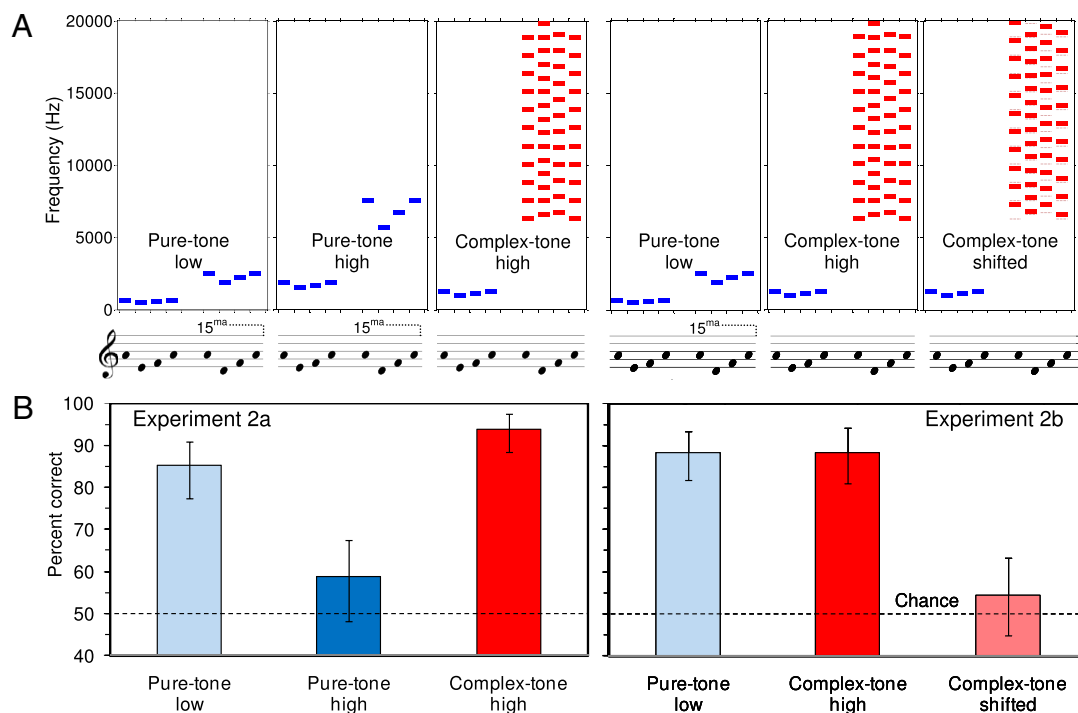 A
Frequency (Hz)
20000
15000
10000
5000
0
Pure-tone
low
Pure-tone
high
Complex-tone
high
Pure-tone
low
Complex-tone
high
Complex-tone
shifted
15ma
15ma
15ma
B
Percent correct
100
90
80
70
60
50
40
Experiment 2a
Experiment 2b
Chance
Pure-tone
low
Pure-tone
high
Complex-tone
high
Pure-tone
low
Complex-tone
high
Complex-tone
shifted